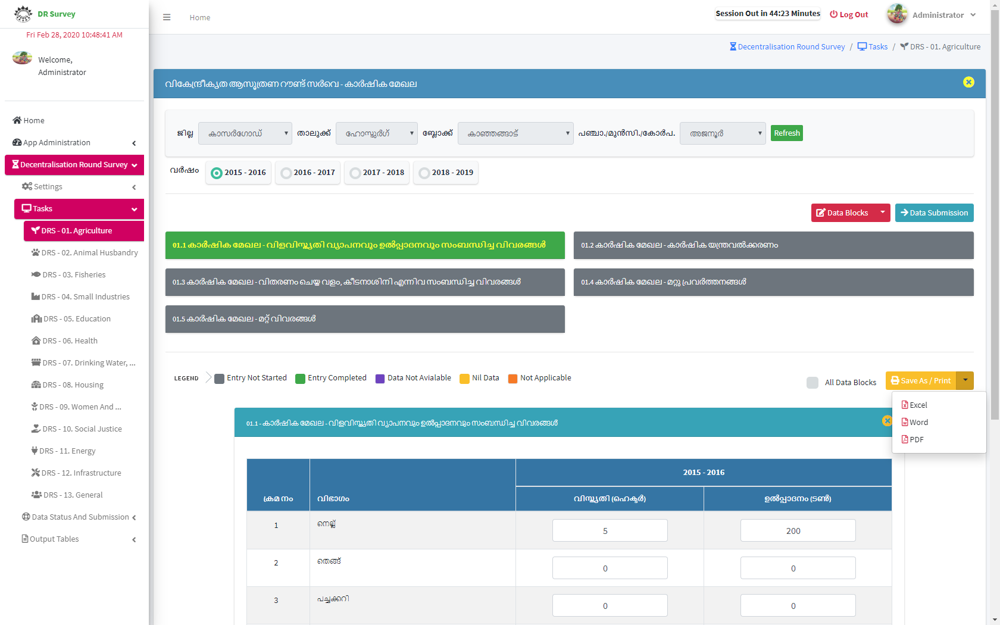 DR Survey
Fri Feb 28, 2020 10:48:41 AM
Welcome,
Administrator
Home
App Administration
Decentralisation Round Survey
Settings
Tasks
DRS - 01. Agriculture
DRS - 02. Animal Husbandry
DRS - 03. Fisheries
DRS - 04. Small Industries
DRS - 05. Education
DRS - 06. Health
DRS - 07. Drinking Water, ...
DRS - 08. Housing
DRS - 09. Women And ...
DRS - 10. Social Justice
DRS - 11. Energy
DRS - 12. Infrastructure
DRS - 13. General
Data Status And Submission
Output Tables
Home
Session Out in 44:23 Minutes
Log Out
Administrator
Decentralisation Round Survey / Tasks / DRS - 01. Agriculture
വികേന്ദ്രീകൃത ആസൂത്രണ റൗണ്ട് സർവെ - കാർഷിക മേഖല
ജില്ല കാസർഗോഡ് താലൂക്ക് ഹോസ്ദുർഗ് ബ്ലോക്ക് കാഞ്ഞങ്ങാട് പഞ്ചാ./മുൻസി./കോർപ. അജനൂർ Refresh
വർഷം 2015 - 2016 2016 - 2017 2017 - 2018 2018 - 2019
Data Blocks Data Submission
01.1 കാർഷിക മേഖല - വിളവിസ്തൃതി വ്യാപനവും ഉൽപ്പാദനവും സംബന്ധിച്ച വിവരങ്ങൾ
01.2 കാർഷിക മേഖല - കാർഷിക യന്ത്രവൽക്കരണം
01.3 കാർഷിക മേഖല - വിതരണം ചെയ്ത വളം, കീടനാശിനി എന്നിവ സംബന്ധിച്ച വിവരങ്ങൾ
01.4 കാർഷിക മേഖല - മറ്റു പ്രവർത്തനങ്ങൾ
01.5 കാർഷിക മേഖല - മറ്റ് വിവരങ്ങൾ
LEGEND Entry Not Started Entry Completed Data Not Avialable Nil Data Not Applicable
All Data Blocks Save As / Print
Excel
Word
PDF
01.1 - കാർഷിക മേഖല - വിളവിസ്തൃതി വ്യാപനവും ഉൽപ്പാദനവും സംബന്ധിച്ച വിവരങ്ങൾ
2015 - 2016
ക്രമ നം വിഭാഗം വിസ്തൃതി (ഹെക്ടർ) ഉൽപ്പാദനം (ടൺ)
1 നെല്ല് 5 200
2 തെങ്ങ് 0 0
3 പച്ചക്കറി 0 0